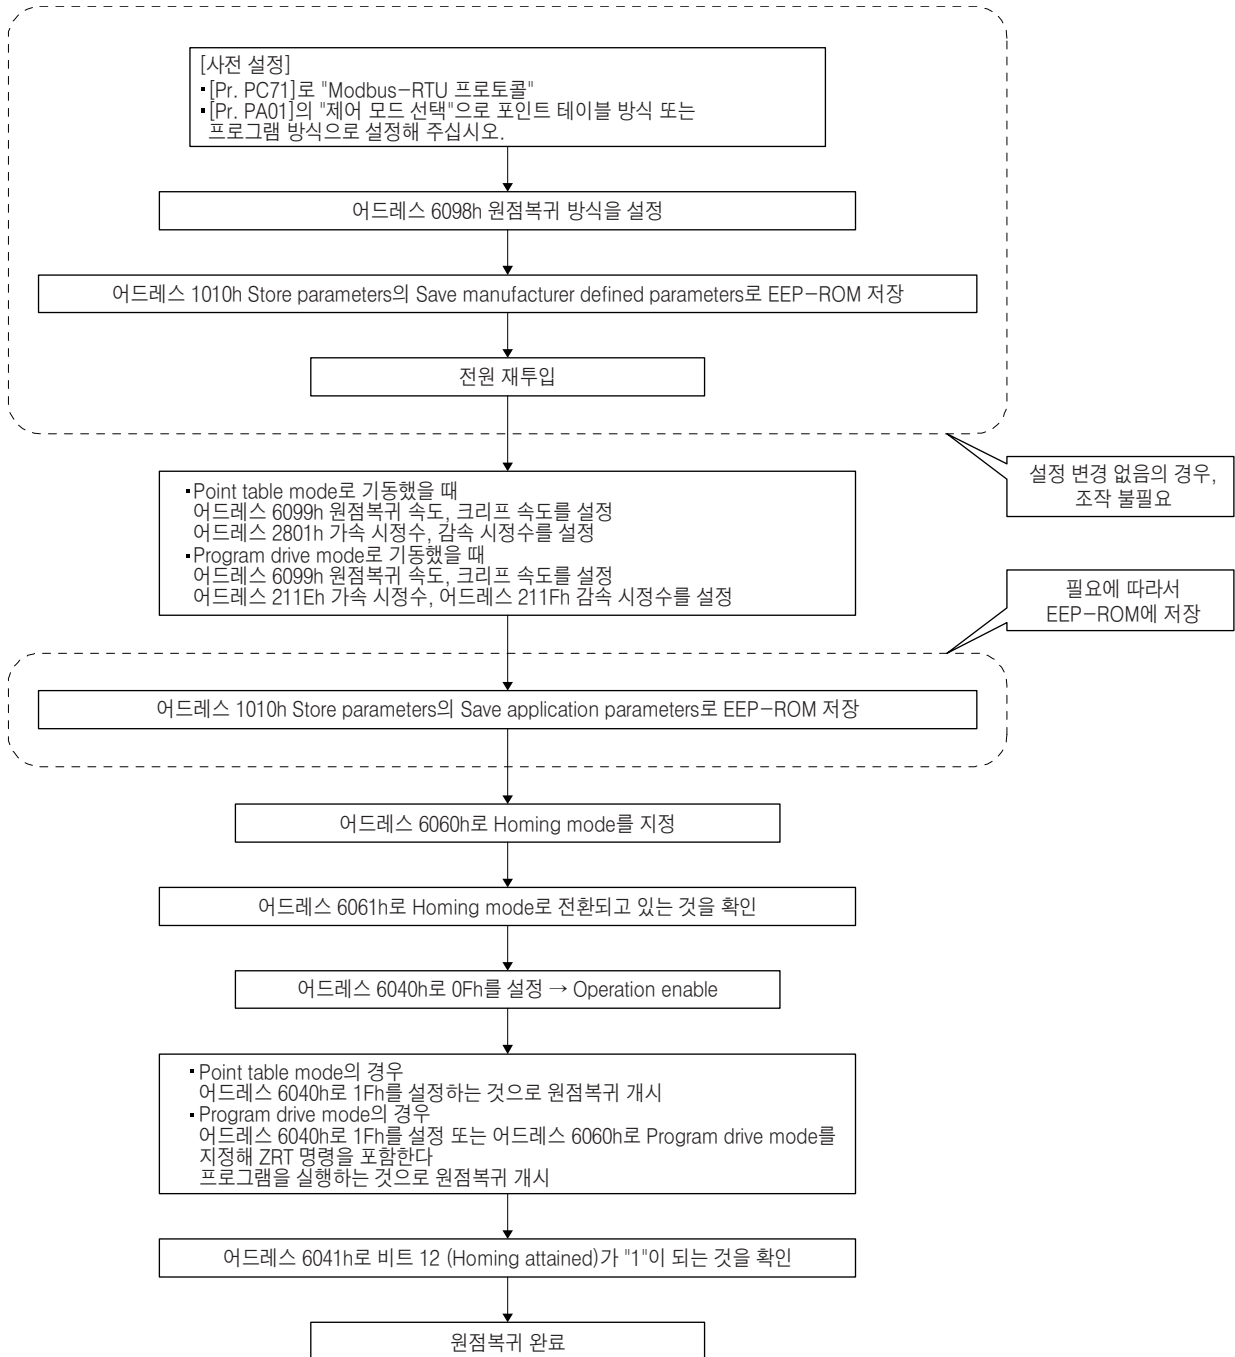 [사전 설정]
▪[Pr. PC71]로 "Modbus-RTU 프로토콜"
▪[Pr. PA01]의 "제어 모드 선택"으로 포인트 테이블 방식 또는
프로그램 방식으로 설정해 주십시오.
어드레스 6098h 원점복귀 방식을 설정
어드레스 1010h Store parameters의 Save manufacturer defined parameters로 EEP-ROM 저장
전원 재투입
설정 변경 없음의 경우,
조작 불필요
▪Point table mode로 기동했을 때
어드레스 6099h 원점복귀 속도, 크리프 속도를 설정
어드레스 2801h 가속 시정수, 감속 시정수를 설정
▪Program drive mode로 기동했을 때
어드레스 6099h 원점복귀 속도, 크리프 속도를 설정
어드레스 211Eh 가속 시정수, 어드레스 211Fh 감속 시정수를 설정
필요에 따라서
EEP-ROM에 저장
어드레스 1010h Store parameters의 Save application parameters로 EEP-ROM 저장
어드레스 6060h로 Homing mode를 지정
어드레스 6061h로 Homing mode로 전환되고 있는 것을 확인
어드레스 6040h로 0Fh를 설정 → Operation enable
▪Point table mode의 경우
어드레스 6040h로 1Fh를 설정하는 것으로 원점복귀 개시
▪Program drive mode의 경우
어드레스 6040h로 1Fh를 설정 또는 어드레스 6060h로 Program drive mode를
지정해 ZRT 명령을 포함한다
프로그램을 실행하는 것으로 원점복귀 개시
어드레스 6041h로 비트 12 (Homing attained)가 "1"이 되는 것을 확인
원점복귀 완료